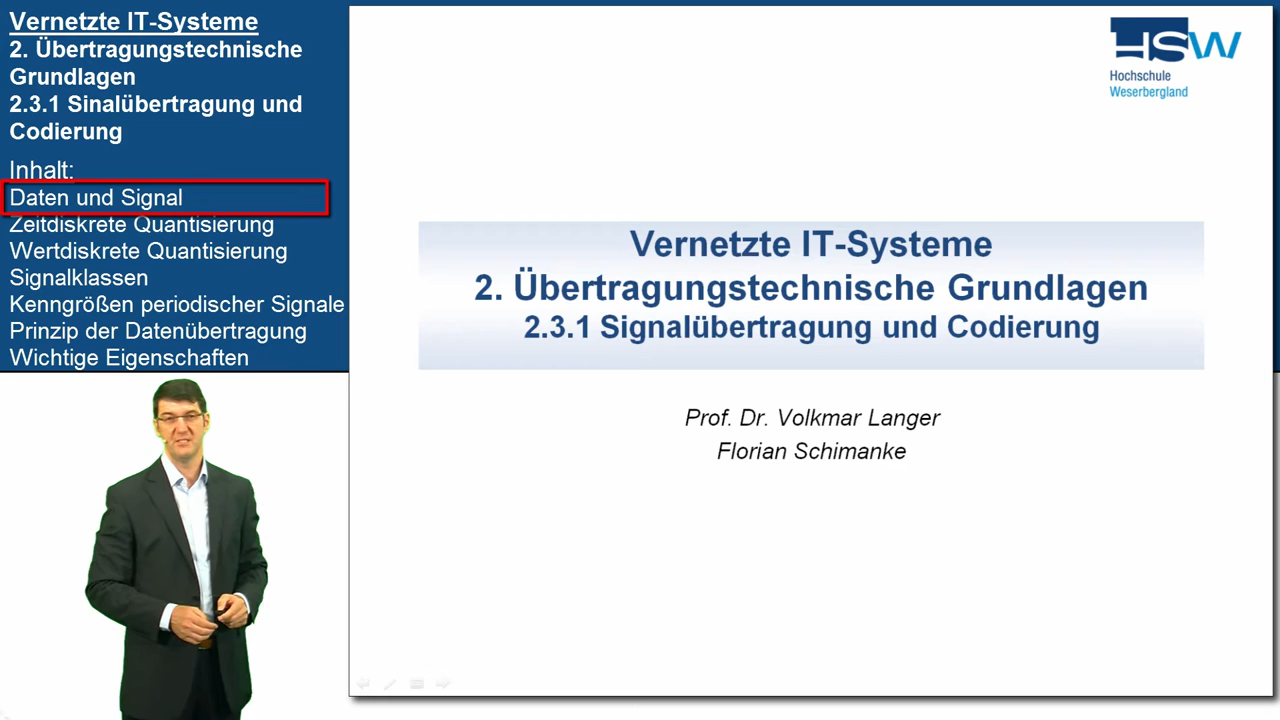 Vernetzte IT-Systeme
2. Übertragungstechnische
Grundlagen
2.3.1 Sinalübertragung und
Codierung
Inhalt:
Daten und Signal
Zeitdiskrete Quantisierung
Wertdiskrete Quantisierung
Signalklassen
Kenngrößen periodischer Signale
Prinzip der Datenübertragung
Wichtige Eigenschaften
HSW
Hochschule
Weserbergland
Vernetzte IT-Systeme
2. Übertragungstechnische Grundlagen
2.3.1 Signalübertragung und Codierung
Prof. Dr. Volkmar Langer
Florian Schimanke